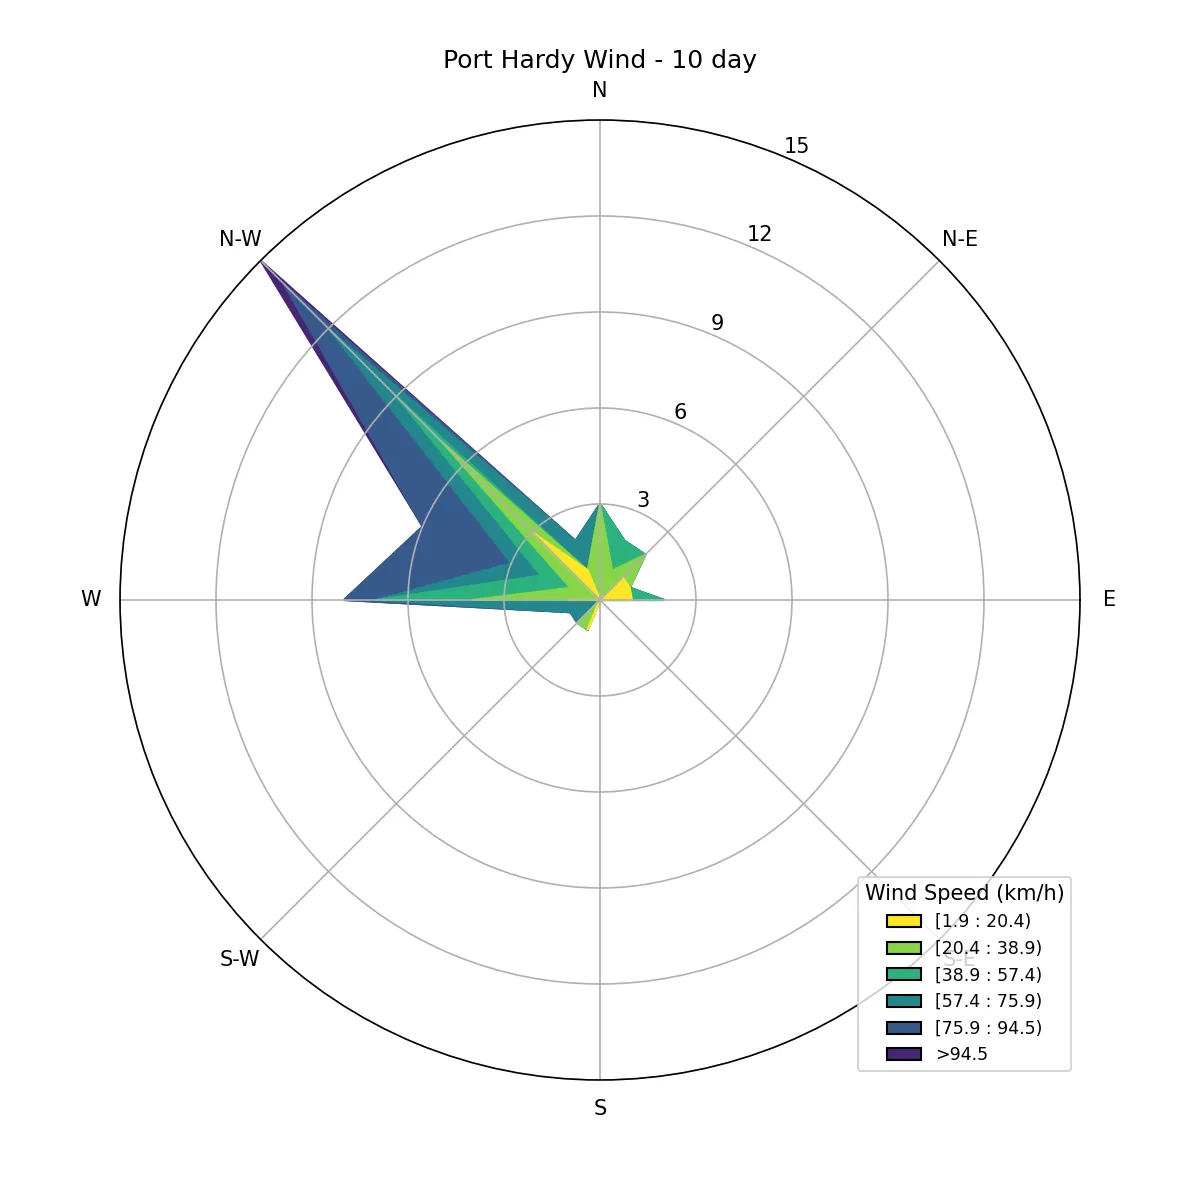 Port Hardy Wind - 10 day
N
15
N-W
12
N-E
9
6
3
W
E
Wind Speed (km/h)
[1.9 : 20.4)
[20.4 : 38.9)
S-W
S-E
[38.9 : 57.4)
[57.4 : 75.9)
[75.9 : 94.5)
>94.5
S